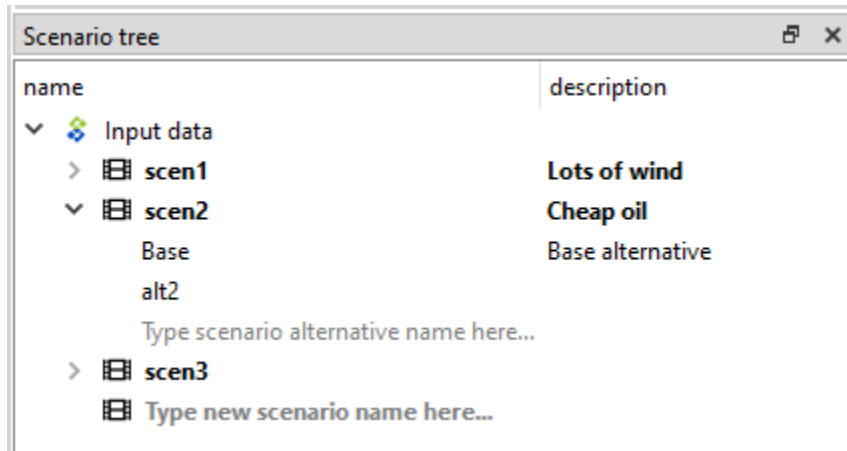 Scenario tree
name description
Input data
scen1 Lots of wind
scen2 Cheap oil
Base Base alternative
alt2
Type scenario alternative name here...
scen3
Type new scenario name here...